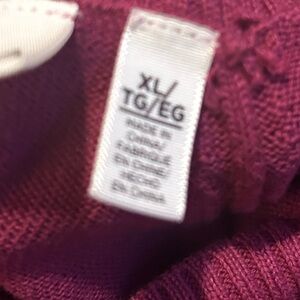 XL/
TG/EG
MADE IN
CHINA/
FABRIQUÉ
EN CHINE/
HECHO
EN CHINA